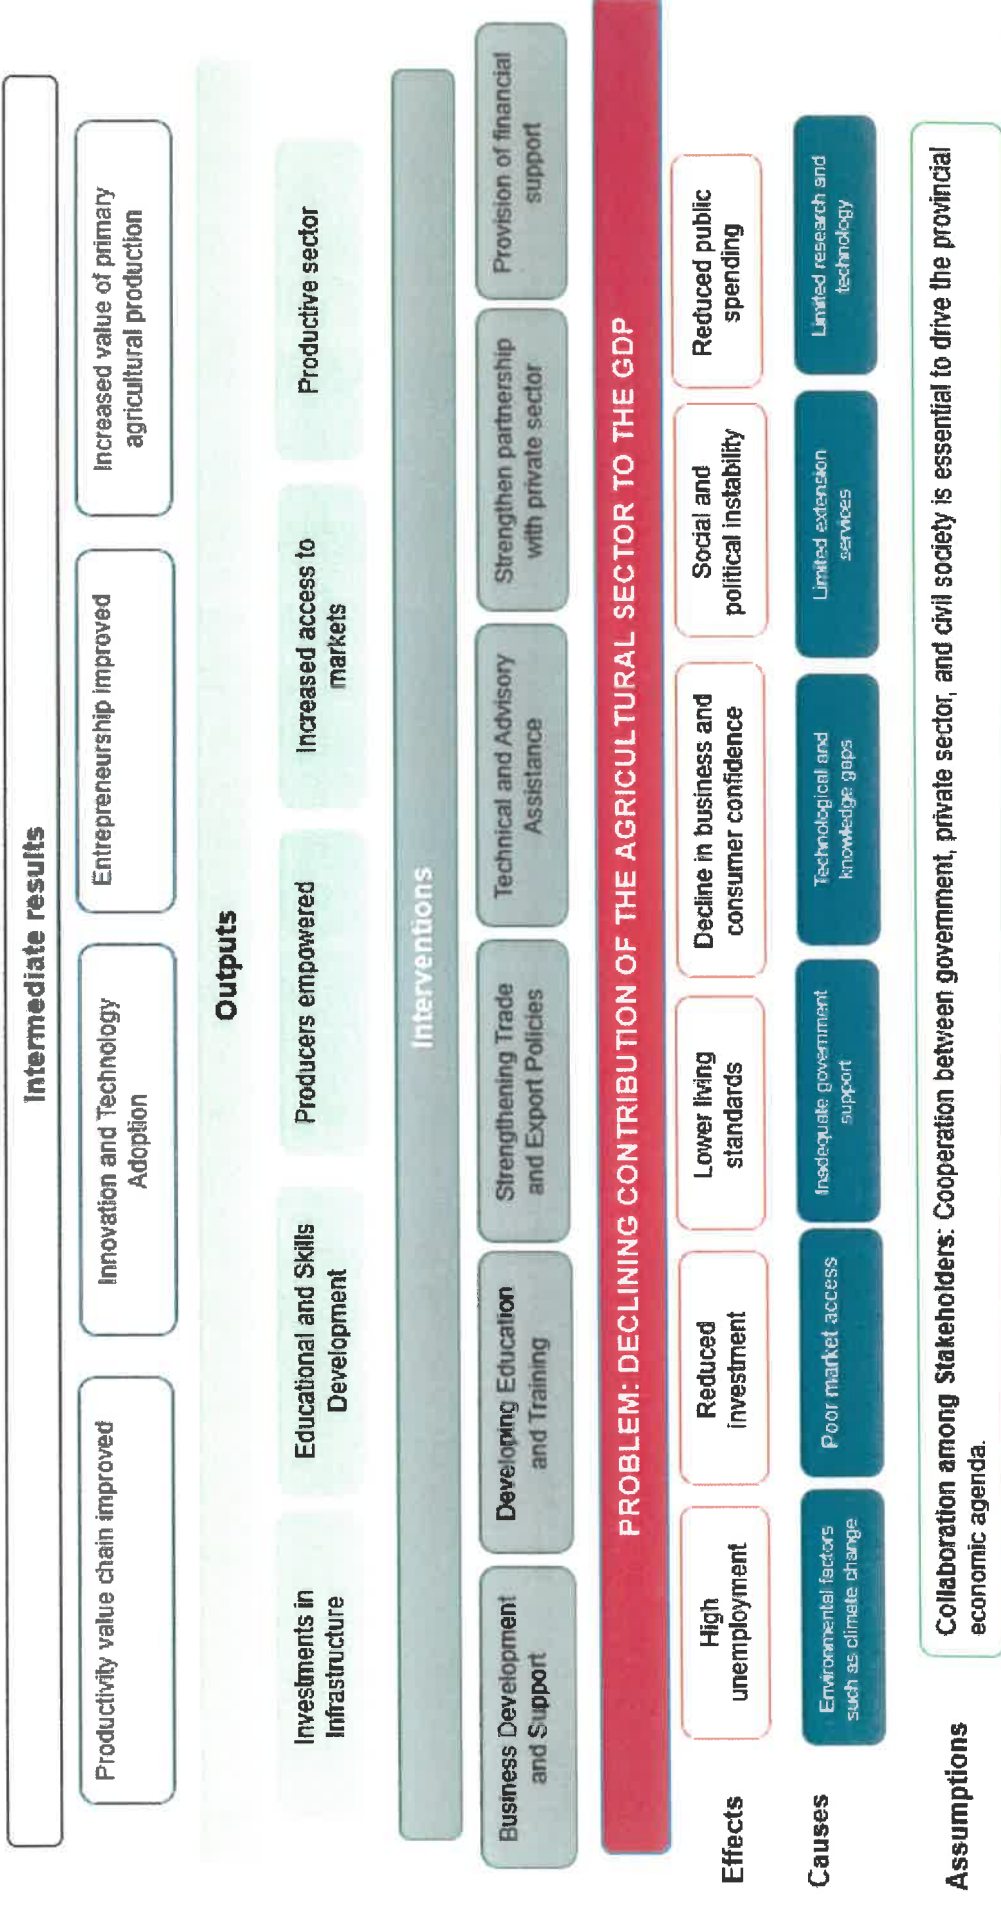 Intermediate results
Productivity value chain improved
Innovation and Technology
Adoption
Entrepreneurship improved
Increased value of primary
agricultural production
Outputs
Investments in
Infrastructure
Educational and Skills
Development
Producers empowered
Increased access to
markets
Productive sector
Interventions
Business Development
and Support
Developing Education
and Training
Strengthening Trade
and Export Policies
Technical and Advisory
Assistance
Strengthen partnership
with private sector
Provision of financial
support
PROBLEM: DECLINING CONTRIBUTION OF THE AGRICULTURAL SECTOR TO THE GDP
Effects
High
unemployment
Reduced
investment
Lower living
standards
Decline in business and
consumer confidence
Social and
political instability
Reduced public
spending
Causes
Environmental factors
such as climate change
Poor market access
Inadequate government
support
Technological and
knowledge gaps
Limited extension
services
Limited research and
technology
Assumptions
Collaboration among Stakeholders: Cooperation between government, private sector, and civil society is essential to drive the provincial
economic agenda.